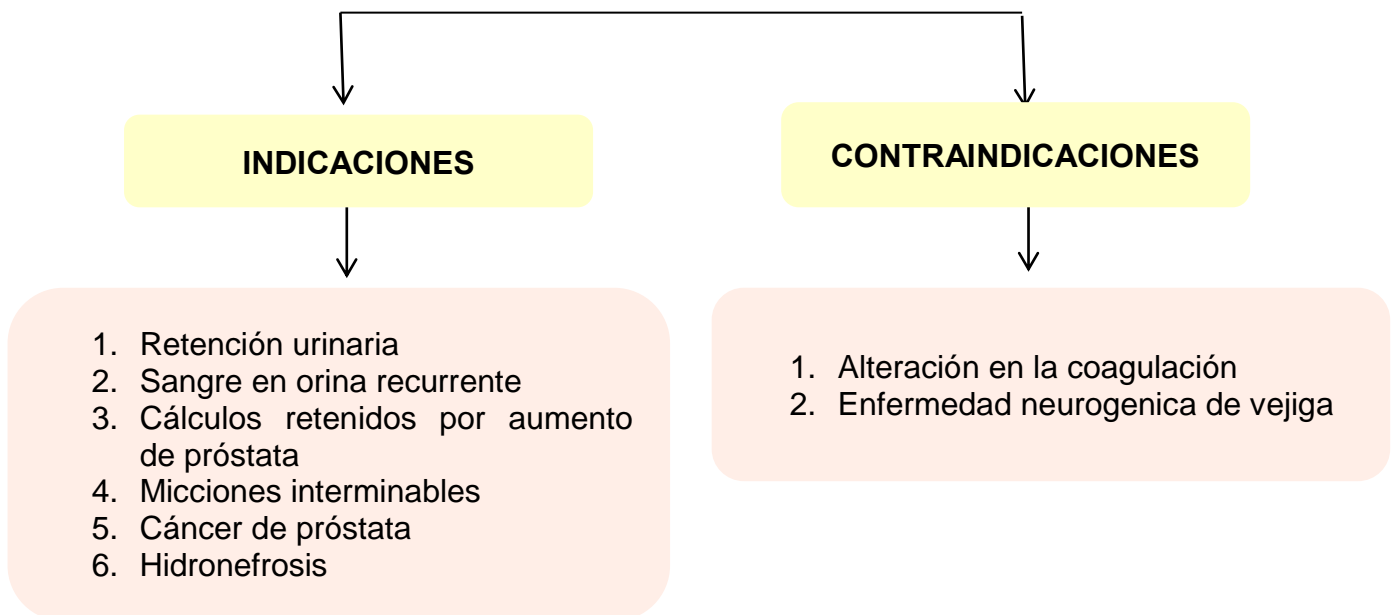 INDICACIONES
1. Retención urinaria
2. Sangre en orina recurrente
3. Cálculos retenidos por aumento
de próstata
4. Micciones interminables
5. Cáncer de próstata
6. Hidronefrosis
CONTRAINDICACIONES
1. Alteración en la coagulación
2. Enfermedad neurogenica de vejiga